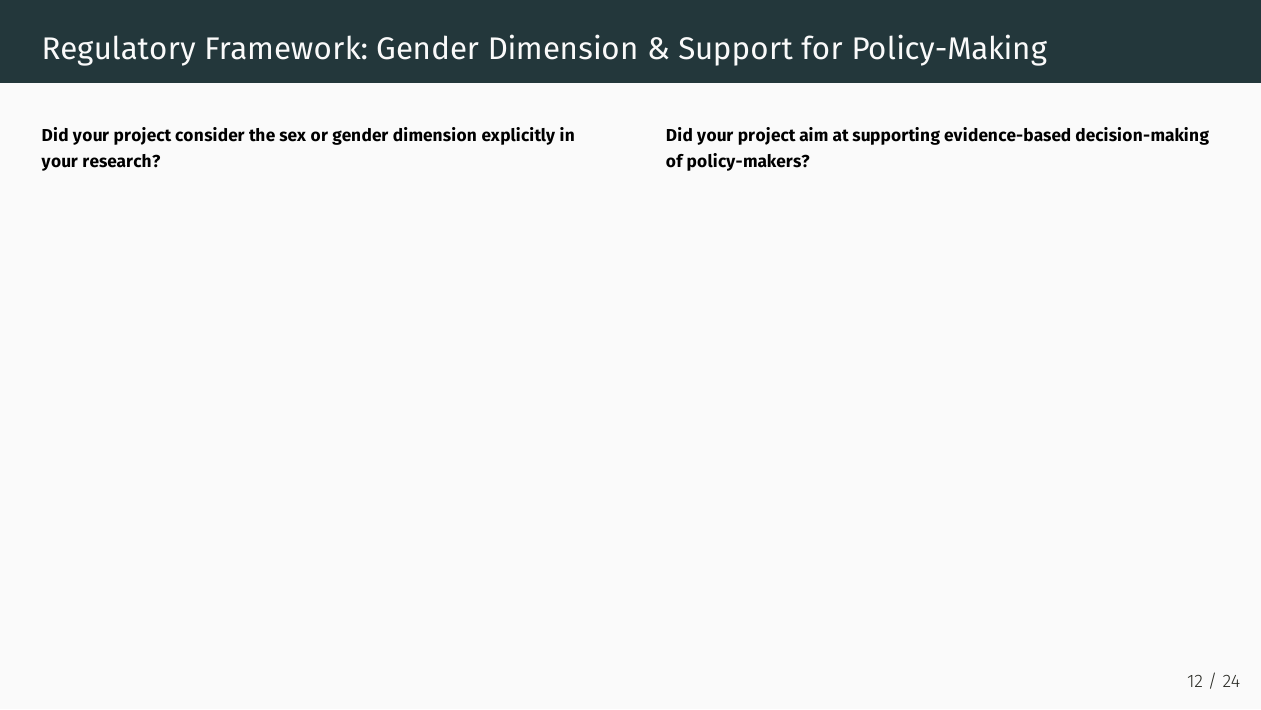 Regulatory Framework: Gender Dimension & Support for Policy-Making
Did your project consider the sex or gender dimension explicitly in
your research?
Did your project aim at supporting evidence-based decision-making
of policy-makers?
12 / 24